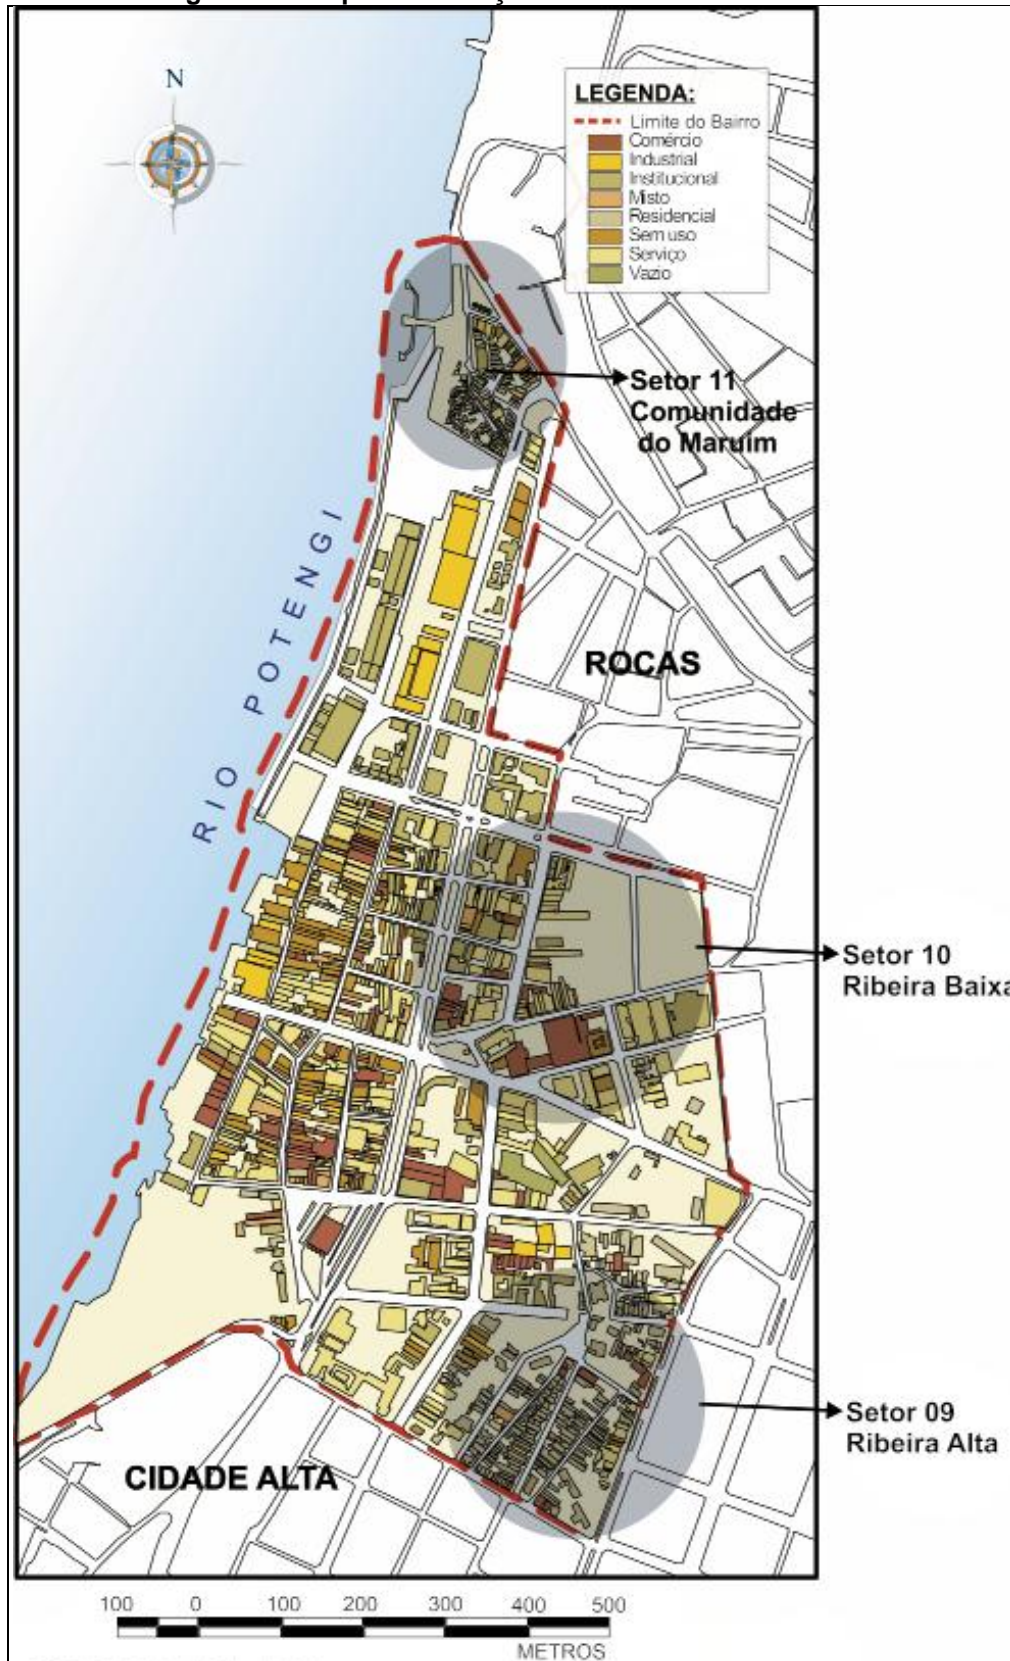 N
LEGENDA:
Limite do Bairro
Comércio
Industrial
Institucional
Misto
Residencial
Sem uso
Serviço
Vazio
Setor 11
Comunidade
do Maruim
RIO POTENGI
ROCAS
Setor 10
Ribeira Baixa
Setor 09
Ribeira Alta
CIDADE ALTA
100 0 100 200 300 400 500
METROS